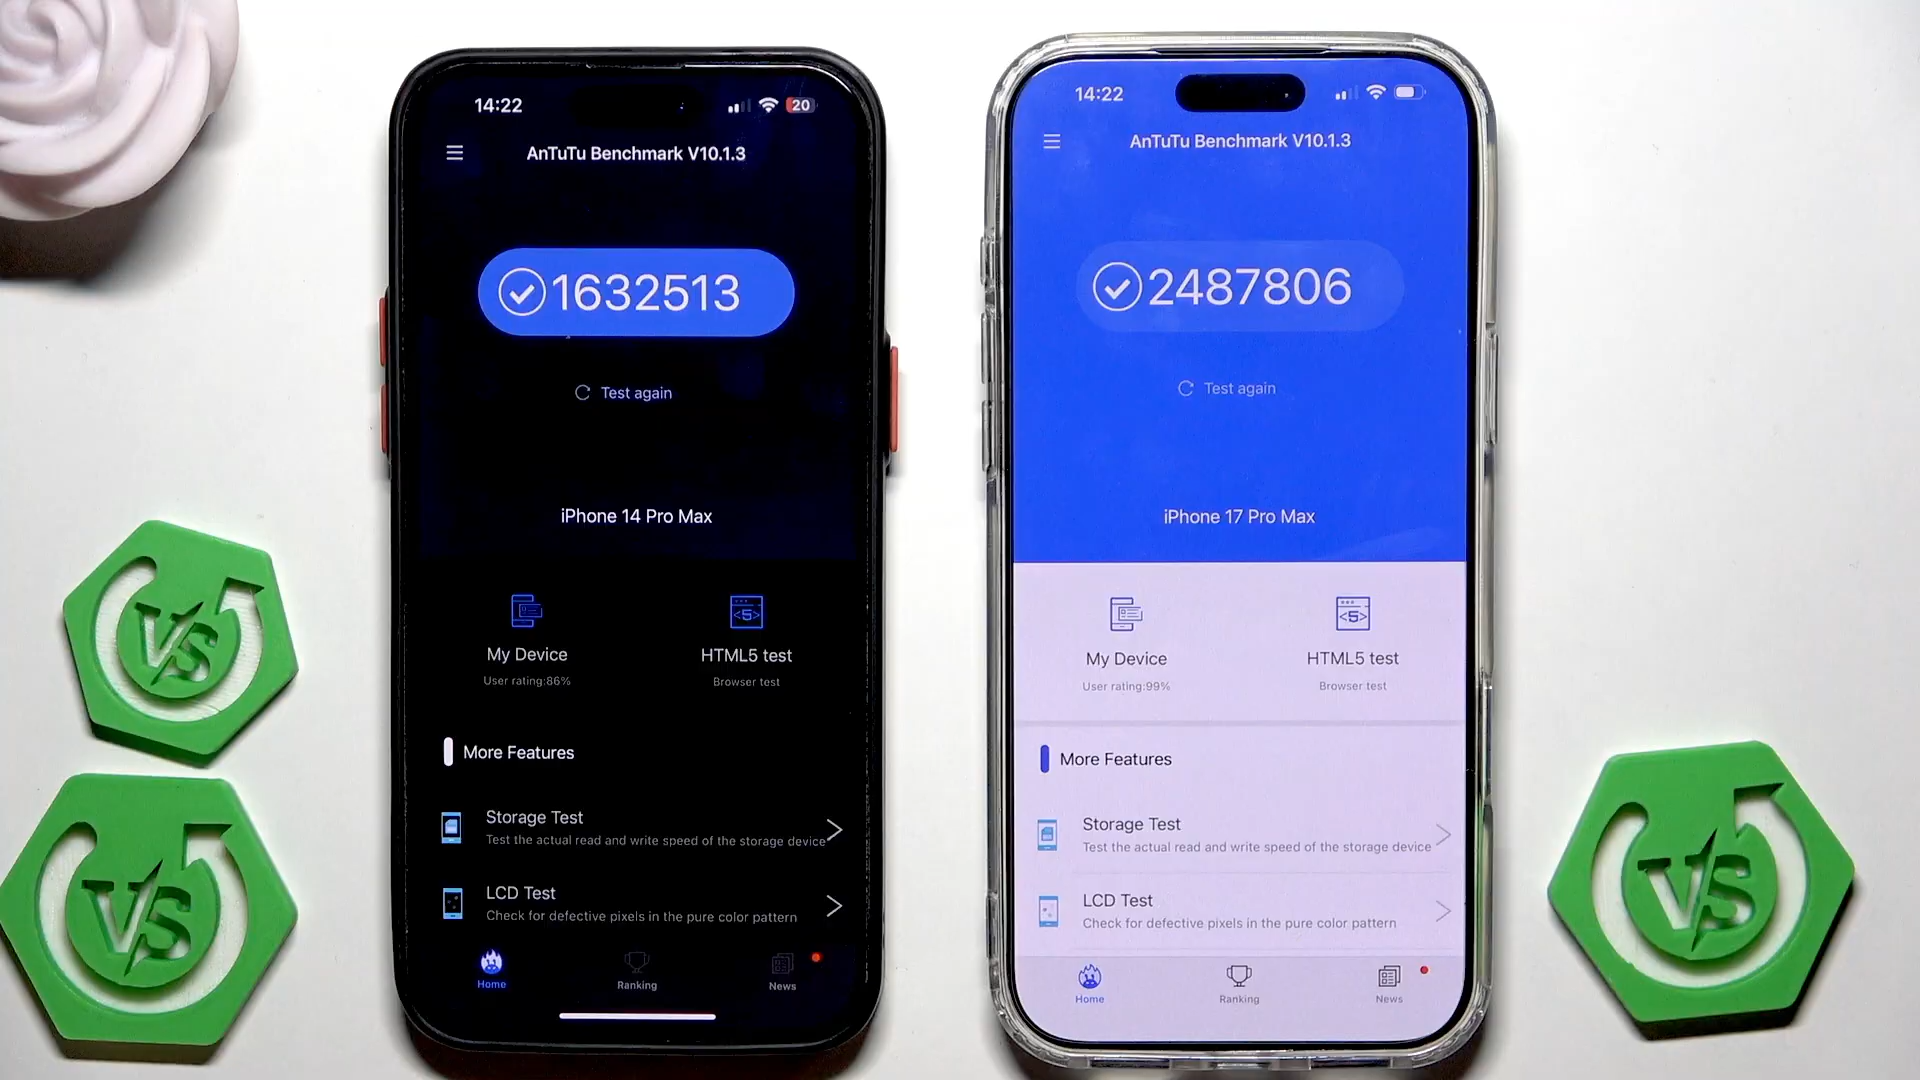 14:22
20
AnTuTu Benchmark V10.1.3
1632513
Test again
iPhone 14 Pro Max
My Device
User rating:86%
HTML5 test
Browser test
More Features
Storage Test
Test the actual read and write speed of the storage device
LCD Test
Check for defective pixels in the pure color pattern
Home
Ranking
News
14:22
AnTuTu Benchmark V10.1.3
2487806
Test again
iPhone 17 Pro Max
My Device
User rating:99%
HTML5 test
Browser test
More Features
Storage Test
Test the actual read and write speed of the storage device
LCD Test
Check for defective pixels in the pure color pattern
Home
Ranking
News
VS
VS
VS